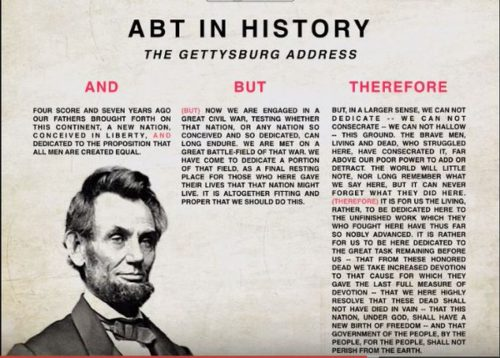 ABT IN HISTORY
THE GETTYSBURG ADDRESS
AND
FOUR SCORE AND SEVEN YEARS AGO
OUR FATHERS BROUGHT FORTH ON
THIS CONTINENT, A NEW NATION,
CONCEIVED IN LIBERTY, AND
DEDICATED TO THE PROPOSITION THAT
ALL MEN ARE CREATED EQUAL.
BUT
(BUT) NOW WE ARE ENGAGED IN A
GREAT CIVIL WAR, TESTING WHETHER
THAT NATION, OR ANY NATION SO
CONCEIVED AND SO DEDICATED, CAN
LONG ENDURE. WE ARE MET ON A
GREAT BATTLE-FIELD OF THAT WAR. WE
HAVE COME TO DEDICATE A PORTION
OF THAT FIELD, AS A FINAL RESTING
PLACE FOR THOSE WHO HERE GAVE
THEIR LIVES THAT THAT NATION MIGHT
LIVE. IT IS ALTOGETHER FITTING AND
PROPER THAT WE SHOULD DO THIS.
THEREFORE
BUT, IN A LARGER SENSE, WE CAN NOT
DEDICATE -- WE CAN NOT
CONSECRATE -- WE CAN NOT HALLOW
-- THIS GROUND. THE BRAVE MEN,
LIVING AND DEAD, WHO STRUGGLED
HERE, HAVE CONSECRATED IT, FAR
ABOVE OUR POOR POWER TO ADD OR
DETRACT. THE WORLD WILL LITTLE
NOTE, NOR LONG REMEMBER WHAT
WE SAY HERE, BUT IT CAN NEVER
FORGET WHAT THEY DID HERE.
(THEREFORE) IT IS FOR US THE LIVING,
RATHER, TO BE DEDICATED HERE TO
THE UNFINISHED WORK WHICH THEY
WHO FOUGHT HERE HAVE THUS FAR
SO NOBLY ADVANCED. IT IS RATHER
FOR US TO BE HERE DEDICATED TO
THE GREAT TASK REMAINING BEFORE
US -- THAT FROM THESE HONORED
DEAD WE TAKE INCREASED DEVOTION
TO THAT CAUSE FOR WHICH THEY
GAVE THE LAST FULL MEASURE OF
DEVOTION -- THAT WE HERE HIGHLY
RESOLVE THAT THESE DEAD SHALL
NOT HAVE DIED IN VAIN -- THAT THIS
NATION, UNDER GOD, SHALL HAVE A
NEW BIRTH OF FREEDOM -- AND THAT
GOVERNMENT OF THE PEOPLE, BY THE
PEOPLE, FOR THE PEOPLE, SHALL NOT
PERISH FROM THE EARTH.